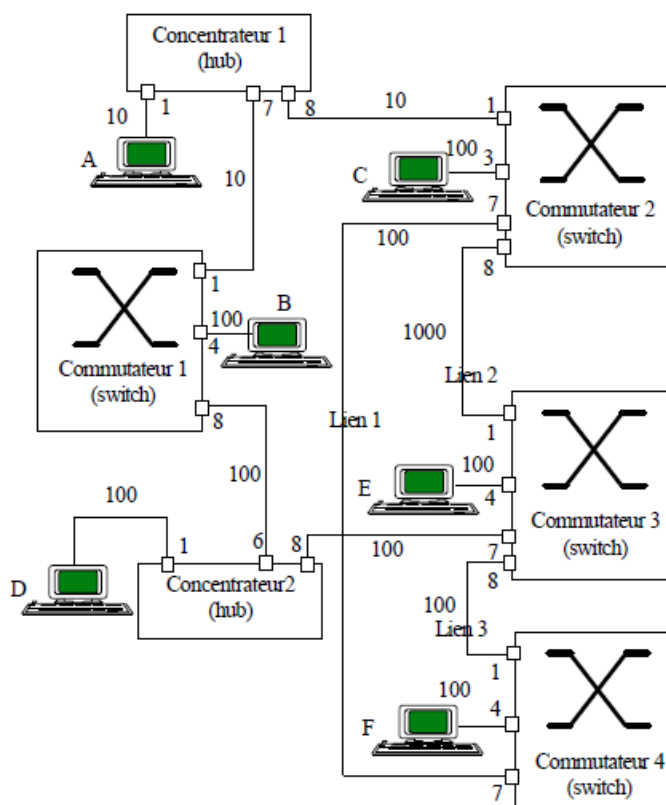 Concentrateur 1
(hub)
1
7
8
10
10
1
A
100
3
C
10
7
Commutateur 2
(switch)
100
8
1
B
100
4
1000
Commutateur 1
(switch)
Lien 2
8
1
Lien 1
100
E
4
100
100
Commutateur 3
(switch)
1
6
8
100
7
8
D
Concentrateur2
(hub)
100
Lien 3
1
100
4
F
Commutateur 4
(switch)
7